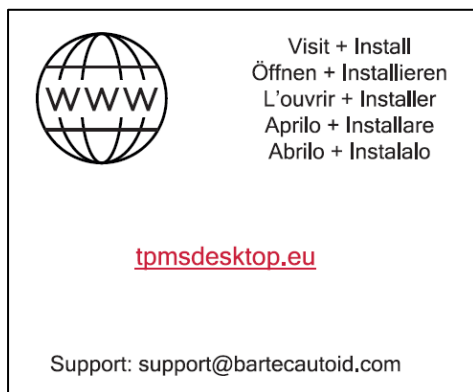 WWW
Visit + Install
Öffnen + Installieren
L'ouvrir + Installer
Aprilo + Installare
Abrilo + Instalalo
tpmsdesktop.eu
Support: support@bartecautoid.com